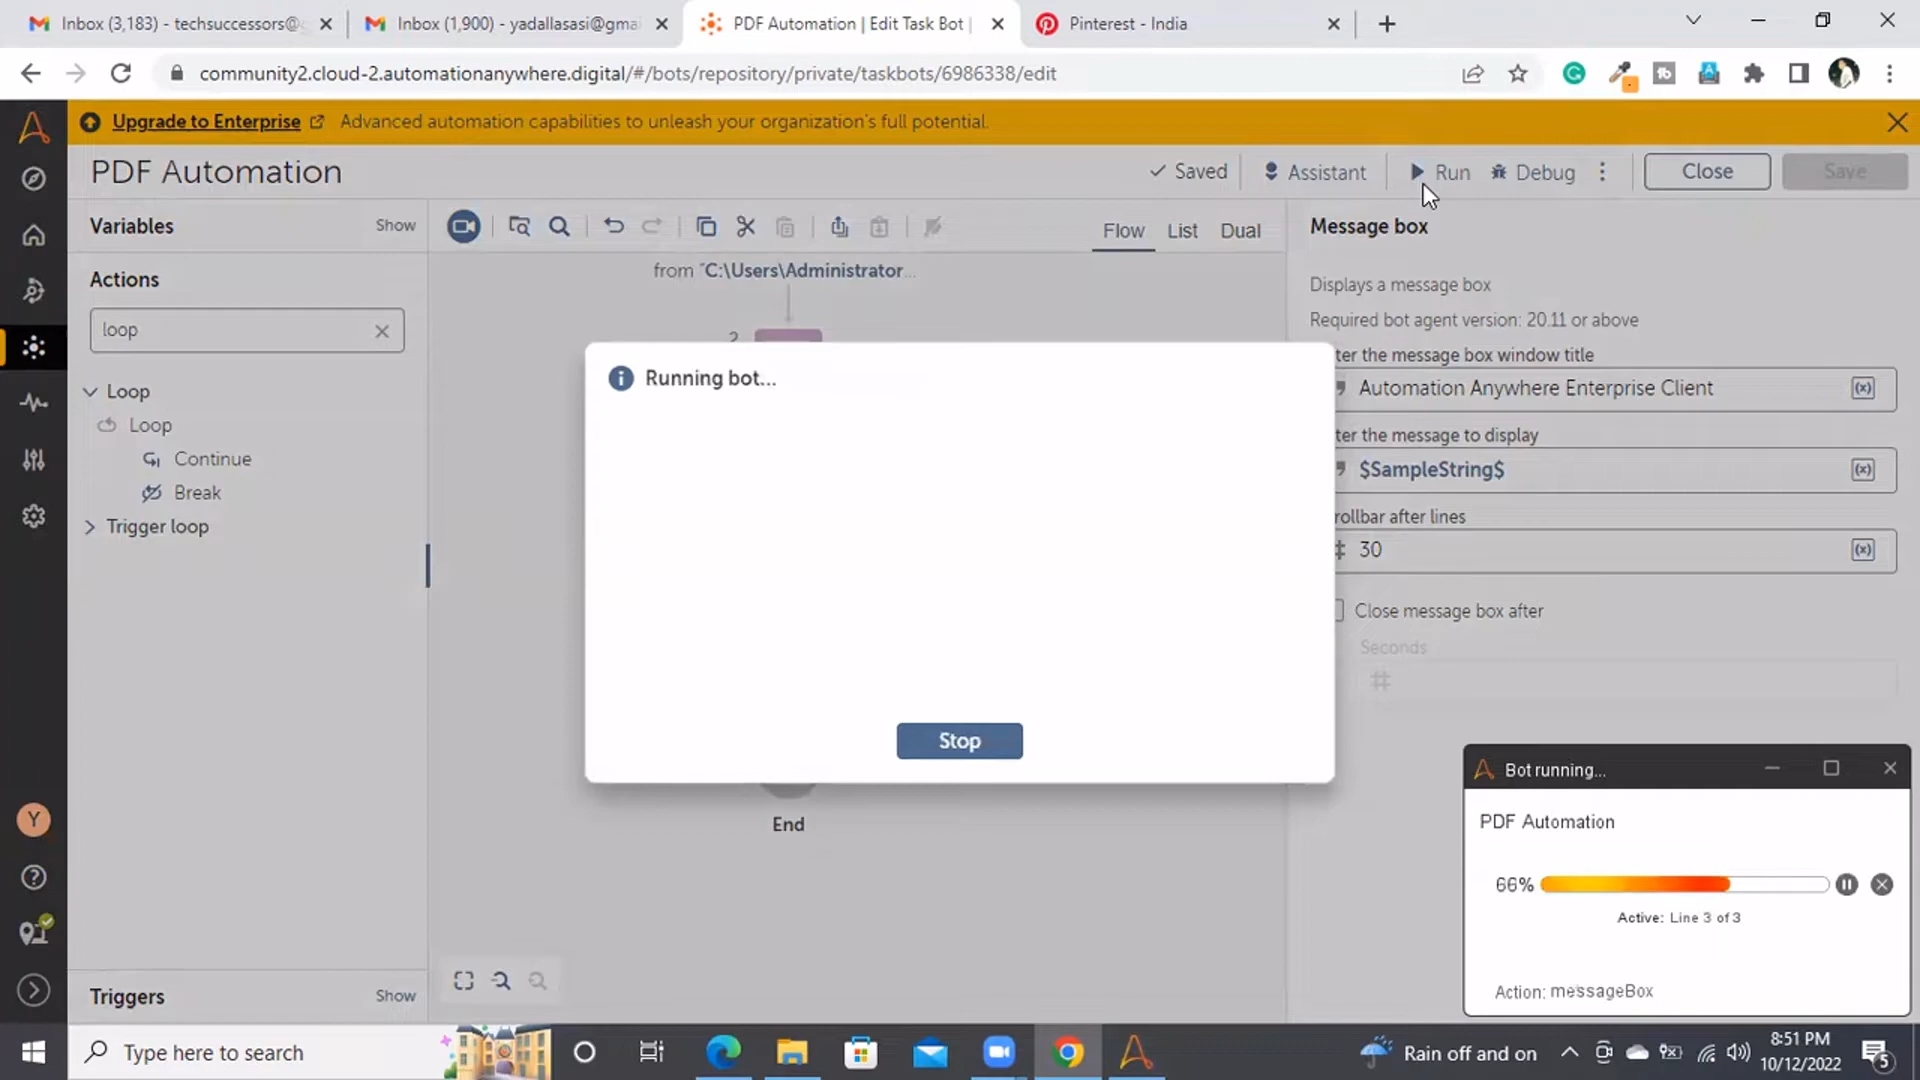 Inbox (3,183) - techsuccessors@g
Inbox (1,900) - yadallasasi@gmai
PDF Automation | Edit Task Bot |
Pinterest - India
community2.cloud-2.automationanywhere.digital/#/bots/repository/private/taskbots/6986338/edit
Upgrade to Enterprise
Advanced automation capabilities to unleash your organization's full potential.
PDF Automation
Saved
Assistant
Run
Debug
Close
Save
Variables
Show
Flow
List
Dual
Message box
from "C:\Users\Administrator...
Actions
Displays a message box
Required bot agent version: 20.11 or above
loop
2
ter the message box window title
Running bot...
Automation Anywhere Enterprise Client
Loop
Loop
ter the message to display
Continue
$SampleString$
Break
rollbar after lines
Trigger loop
30
Close message box after
Seconds
Stop
Bot running...
End
PDF Automation
Y
66%
Active: Line 3 of 3
Triggers
Show
Action: messageBox
Type here to search
Rain off and on
8:51 PM
10/12/2022
5